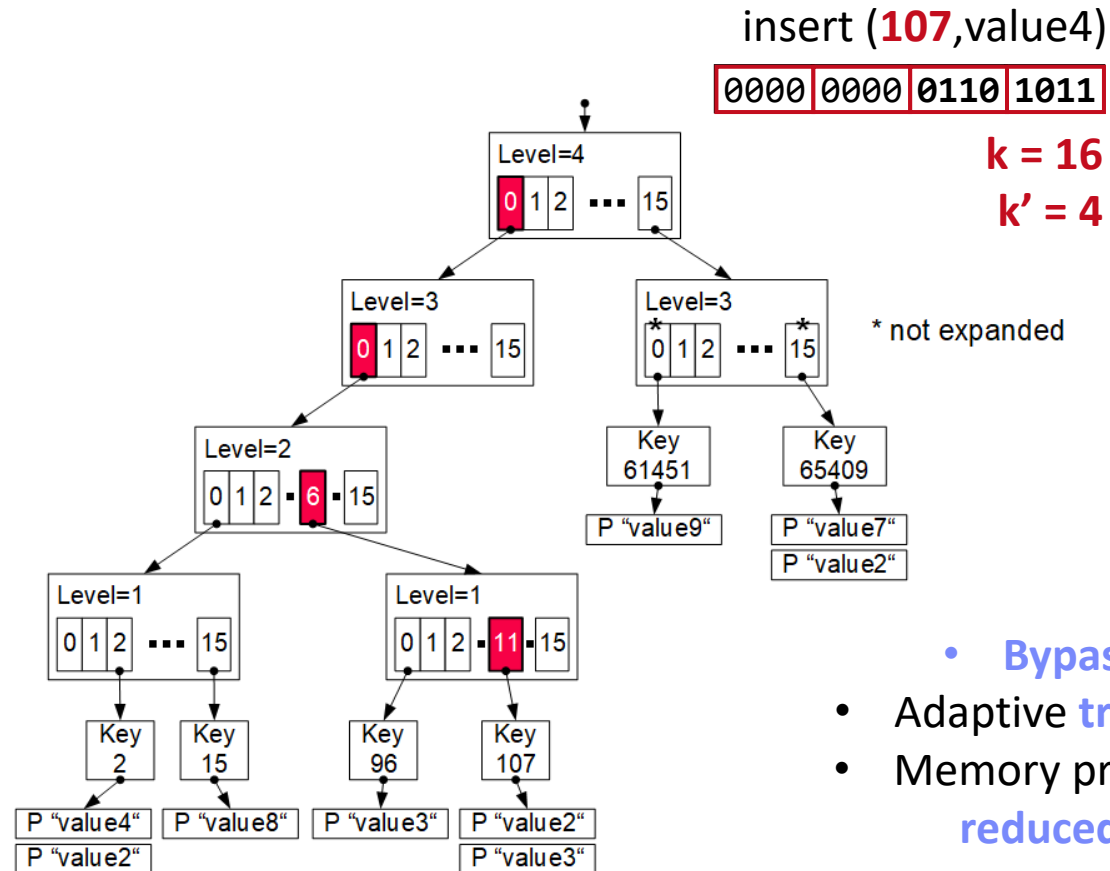 insert (107,value4)
0000 0000 0110 1011
k = 16
k’ = 4
Level=4
0 1 2 ▪▪▪ 15
Level=3
0 1 2 ▪▪▪ 15
Level=3
* *
0 1 2 ▪▪▪ 15
* not expanded
Level=2
0 1 2 ▪ 6 ▪ 15
Key
61451
Key
65409
P “value9“
P “value7“
P “value2“
Level=1
0 1 2 ▪▪▪ 15
Level=1
0 1 2 ▪ 11 ▪ 15
Key
2
Key
15
Key
96
Key
107
P “value4“
P “value2“
P “value8“
P “value3“
P “value2“
P “value3“
• Bypas
• Adaptive tr
• Memory pr
reduced